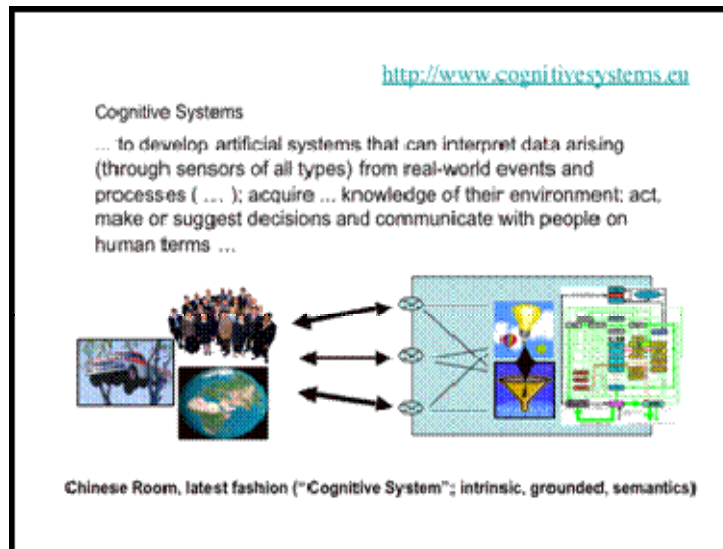 http://www.cognitivesystems.eu
Cognitive Systems
... to develop artificial systems that can interpret data arising
(through sensors of all types) from real-world events and
processes ( ... ); acquire ... knowledge of their environment; act,
make or suggest decisions and communicate with people on
human terms ...
Chinese Room, latest fashion ("Cognitive System"; intrinsic, grounded, semantics)